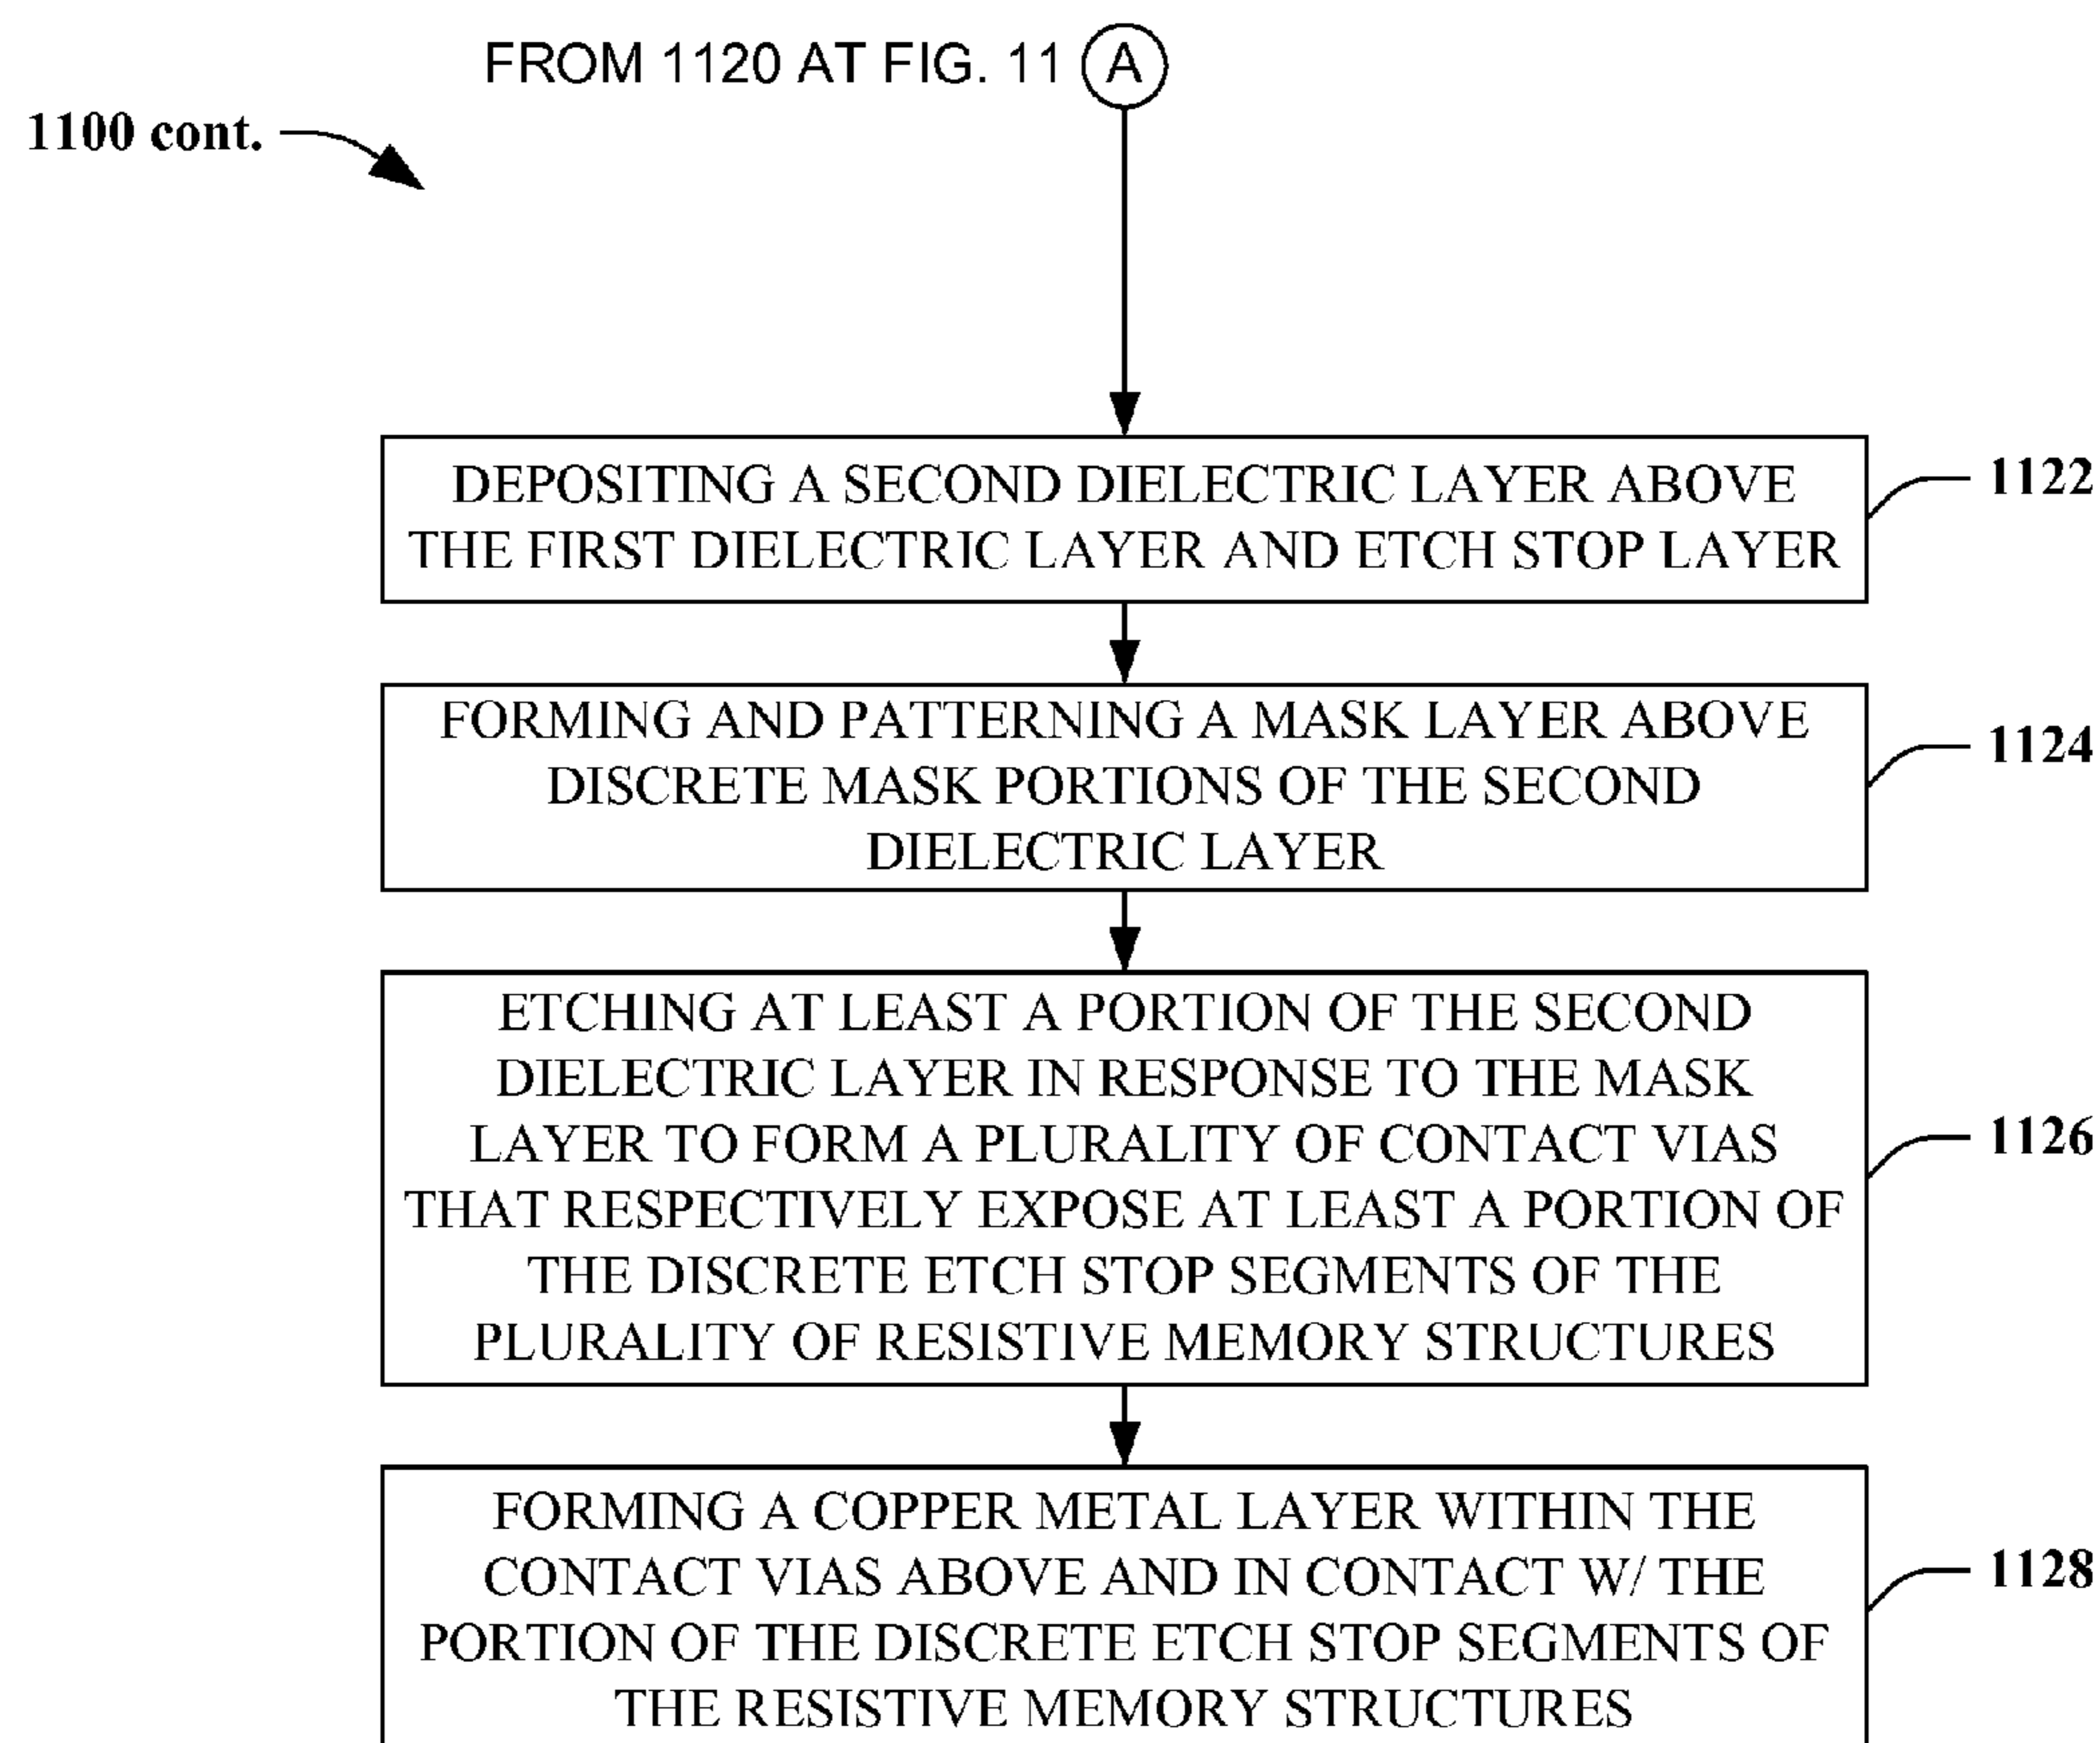 FROM 1120 AT FIG. 11 A
1100 cont.
DEPOSITING A SECOND DIELECTRIC LAYER ABOVE
THE FIRST DIELECTRIC LAYER AND ETCH STOP LAYER
1122
FORMING AND PATTERNING A MASK LAYER ABOVE
DISCRETE MASK PORTIONS OF THE SECOND
DIELECTRIC LAYER
1124
ETCHING AT LEAST A PORTION OF THE SECOND
DIELECTRIC LAYER IN RESPONSE TO THE MASK
LAYER TO FORM A PLURALITY OF CONTACT VIAS
THAT RESPECTIVELY EXPOSE AT LEAST A PORTION OF
THE DISCRETE ETCH STOP SEGMENTS OF THE
PLURALITY OF RESISTIVE MEMORY STRUCTURES
1126
FORMING A COPPER METAL LAYER WITHIN THE
CONTACT VIAS ABOVE AND IN CONTACT W/ THE
PORTION OF THE DISCRETE ETCH STOP SEGMENTS OF
THE RESISTIVE MEMORY STRUCTURES
1128